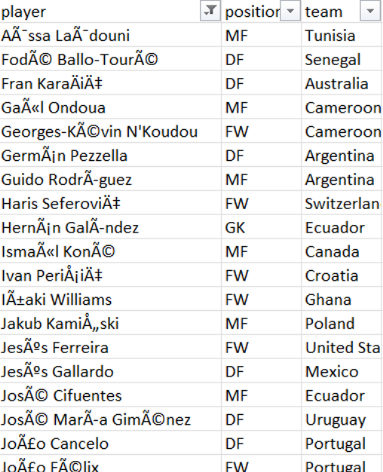 player position team
AÃ¯ssa LaÃ¯douni MF Tunisia
FodÃ© Ballo-TourÃ© DF Senegal
Fran KaraÄiÄ‡ DF Australia
GaÃ«l Ondoua MF Cameroon
Georges-KÃ©vin N'Koudou FW Cameroon
GermÃ¡n Pezzella DF Argentina
Guido RodrÃ-guez MF Argentina
Haris SeferoviÄ‡ FW Switzerlan
HernÃ¡n GalÃ-ndez GK Ecuador
IsmaÃ«l KonÃ© MF Canada
Ivan PeriÅ¡iÄ‡ FW Croatia
IÃ±aki Williams FW Ghana
Jakub KamiÅ„ski MF Poland
JesÃºs Ferreira FW United Sta
JesÃºs Gallardo DF Mexico
JosÃ© Cifuentes MF Ecuador
JosÃ© MarÃ-a GimÃ©nez DF Uruguay
JoÃ£o Cancelo DF Portugal
JoÃ£o FÃ©lix FW Portugal